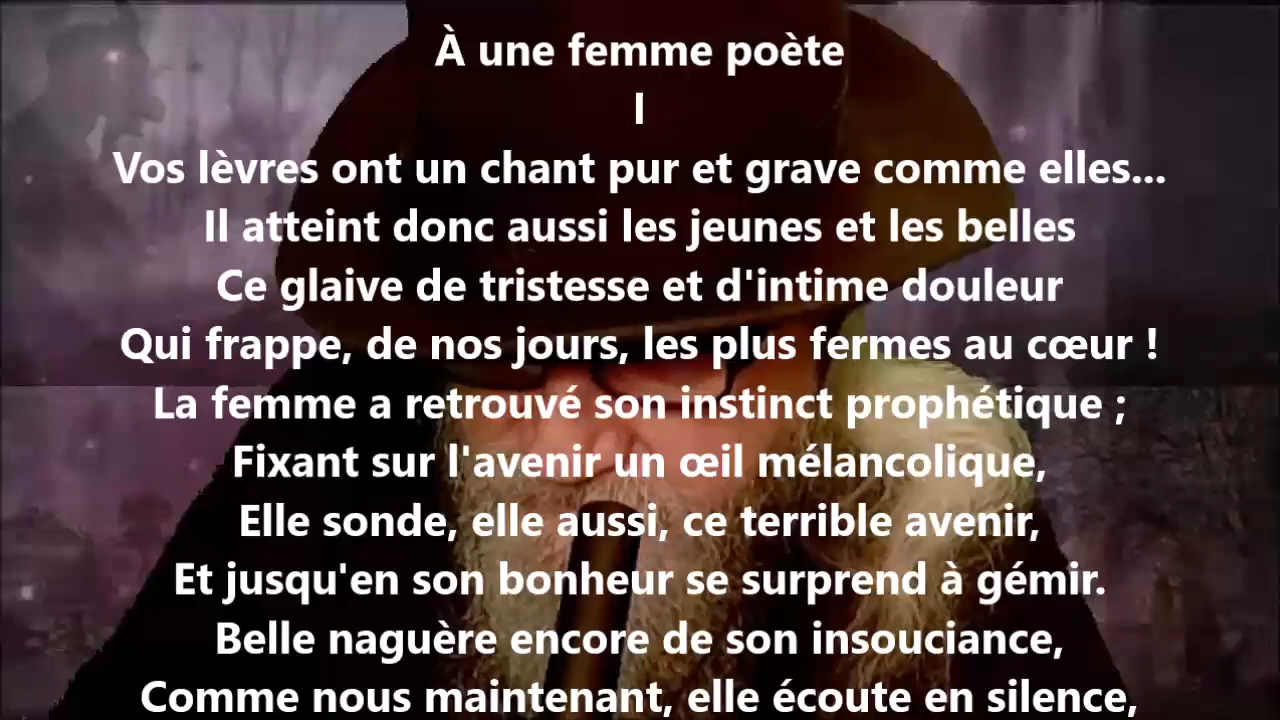 À une femme poète
I
Vos lèvres ont un chant pur et grave comme elles...
Il atteint donc aussi les jeunes et les belles
Ce glaive de tristesse et d'intime douleur
Qui frappe, de nos jours, les plus fermes au cœur !
La femme a retrouvé son instinct prophétique ;
Fixant sur l'avenir un œil mélancolique,
Elle sonde, elle aussi, ce terrible avenir,
Et jusqu'en son bonheur se surprend à gémir.
Belle naguère encore de son insouciance,
Comme nous maintenant, elle écoute en silence,